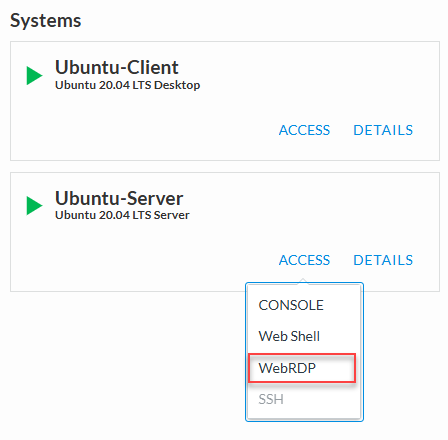 Systems
Ubuntu-Client
Ubuntu 20.04 LTS Desktop
ACCESS DETAILS
Ubuntu-Server
Ubuntu 20.04 LTS Server
ACCESS DETAILS
CONSOLE
Web Shell
WebRDP
SSH